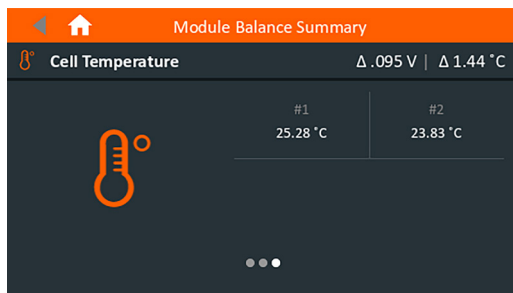 Module Balance Summary
Cell Temperature Δ .095 V | Δ 1.44 °C
#1 #2
25.28 °C 23.83 °C